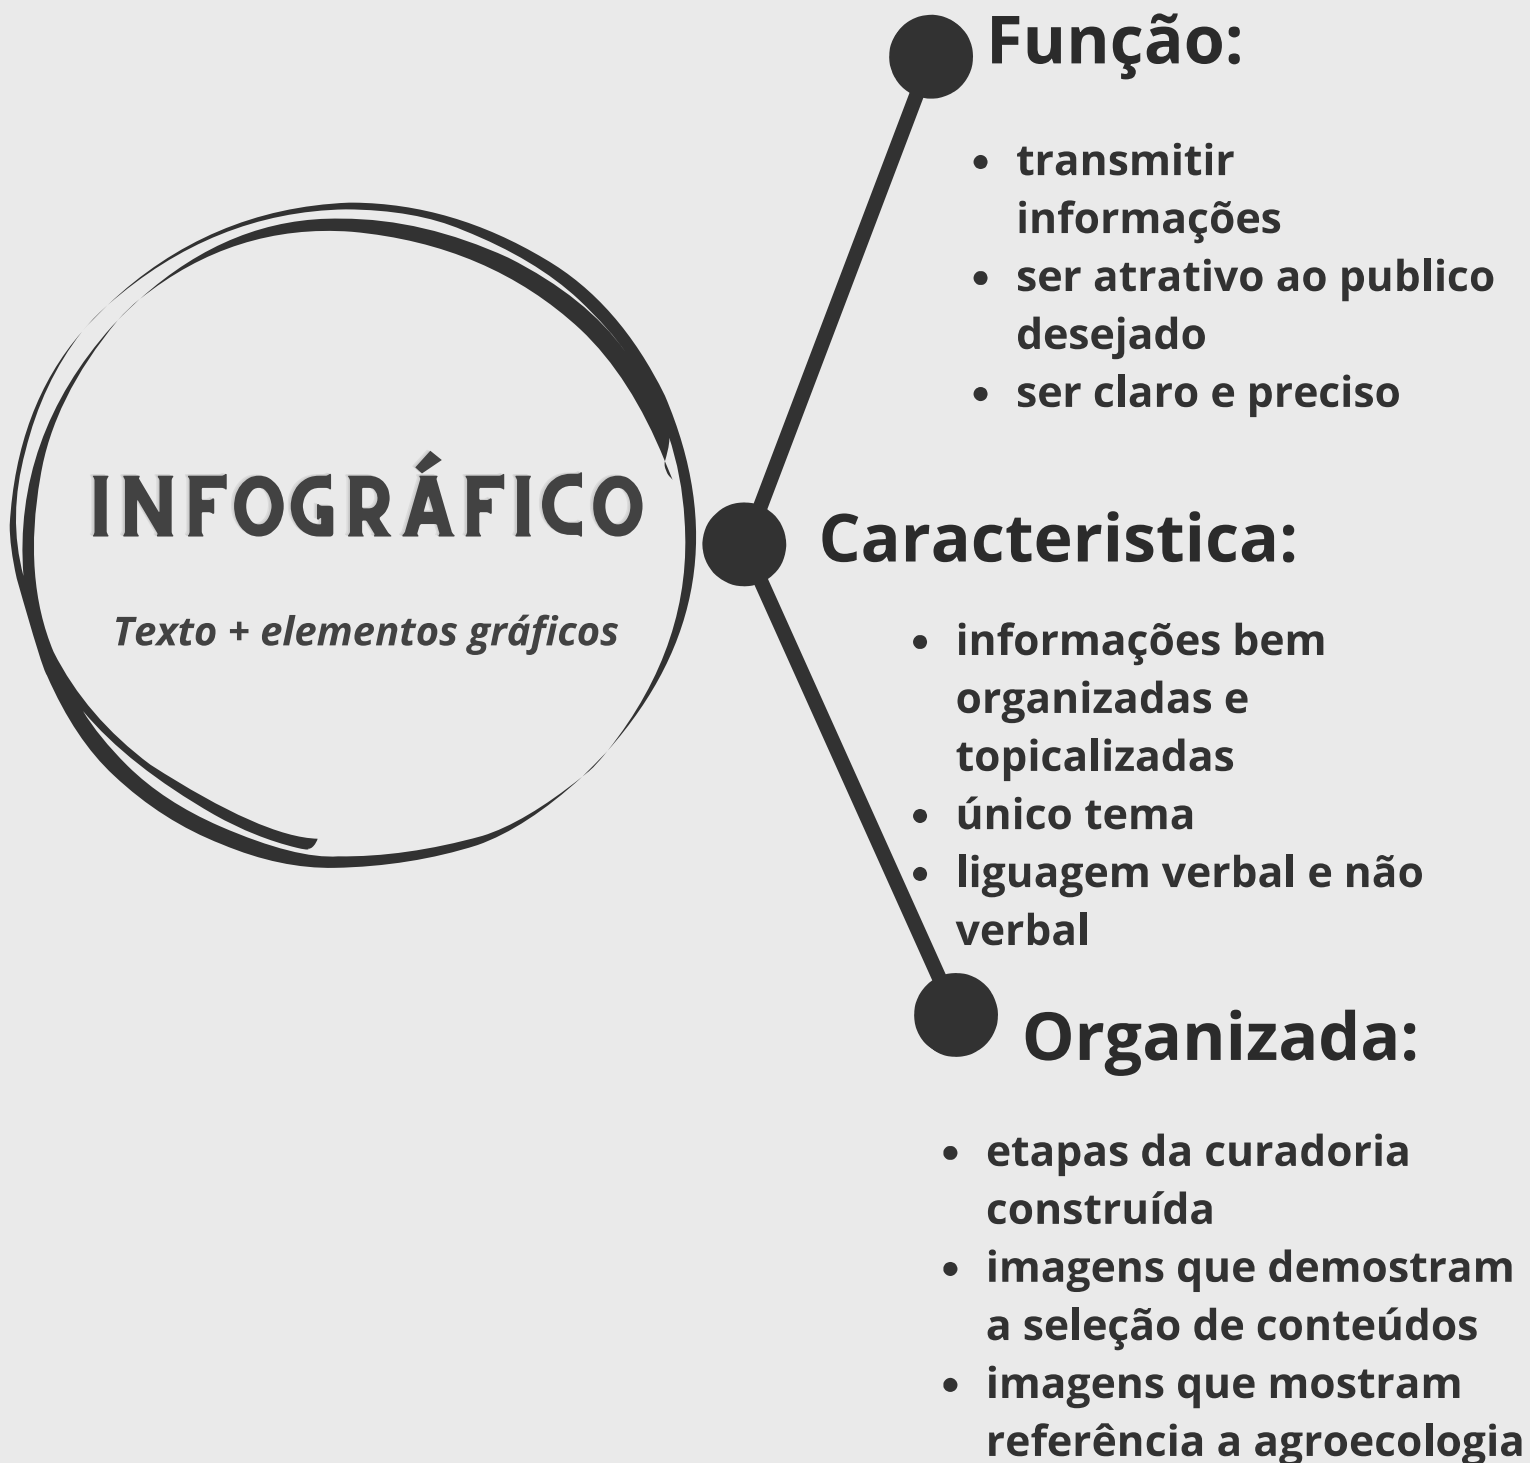 INFOGRÁFICO
Texto + elementos gráficos
Função:
• transmitir
informações
• ser atrativo ao publico
desejado
• ser claro e preciso
Caracteristica:
• informações bem
organizadas e
topicalizadas
• único tema
• liguagem verbal e não
verbal
Organizada:
• etapas da curadoria
construída
• imagens que demostram
a seleção de conteúdos
• imagens que mostram
referência a agroecologia